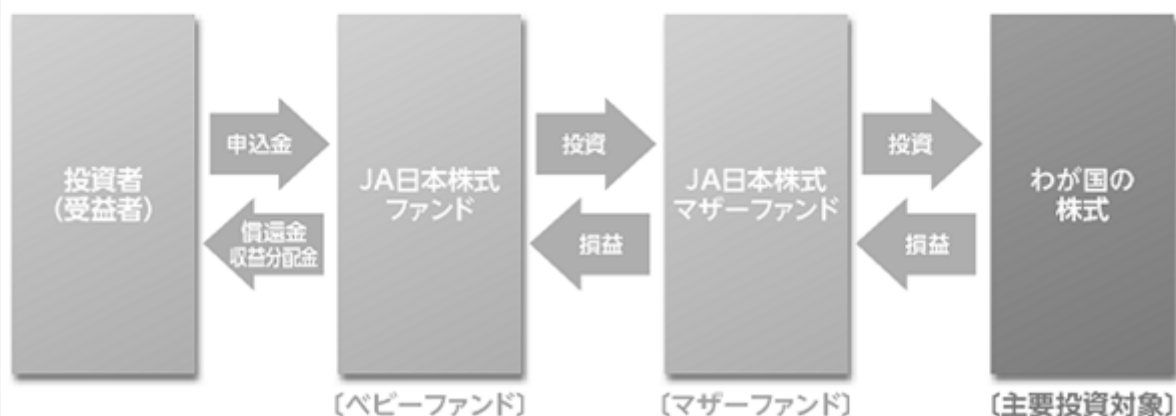 投資者
(受益者)
申込金
償還金
収益分配金
JA日本株式
ファンド
投資
損益
JA日本株式
マザーファンド
投資
損益
わが国の
株式
〔ベビーファンド〕
〔マザーファンド〕
〔主要投資対象〕